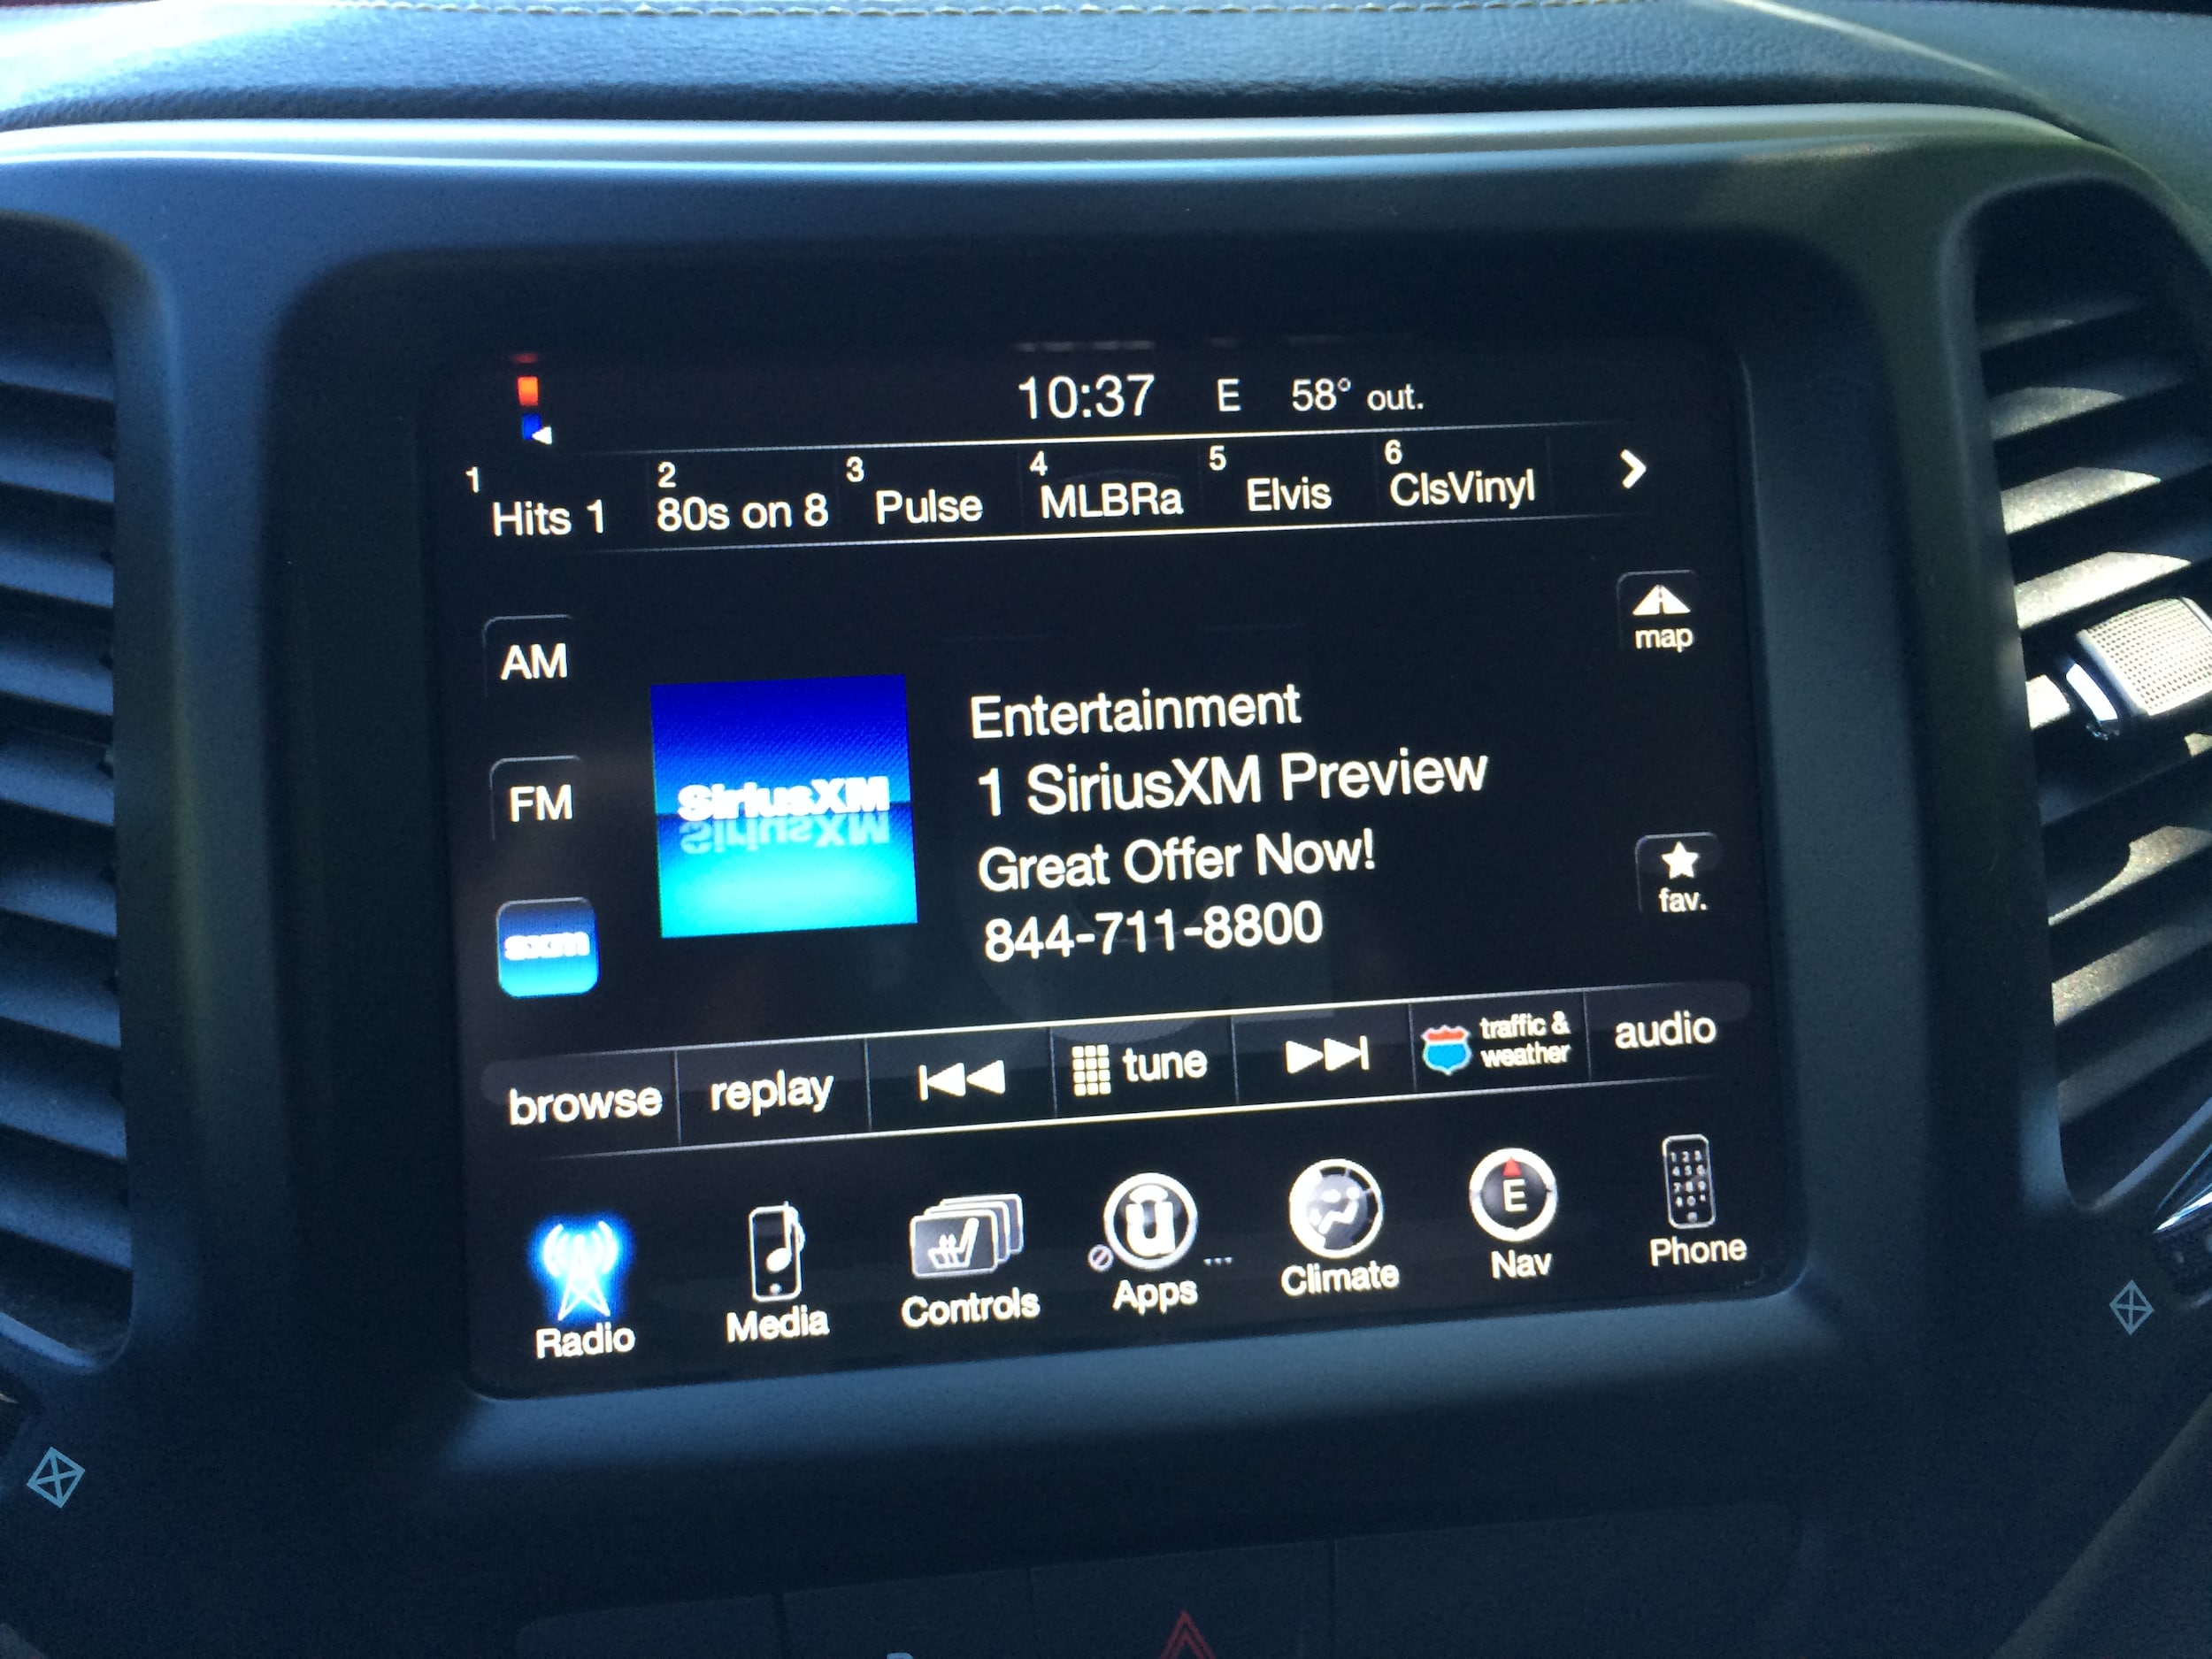 10:37 E 58° out.
1 Hits 1 2 80s on 8 3 Pulse 4 MLBRa 5 Elvis 6 ClsVinyl
map
AM
Entertainment
SiriusXM
1 SiriusXM Preview
FM
Great Offer Now!
fav.
sxm
844-711-8800
browse replay tune traffic &
weather audio
E
Radio Media Controls Apps ... Climate Nav Phone